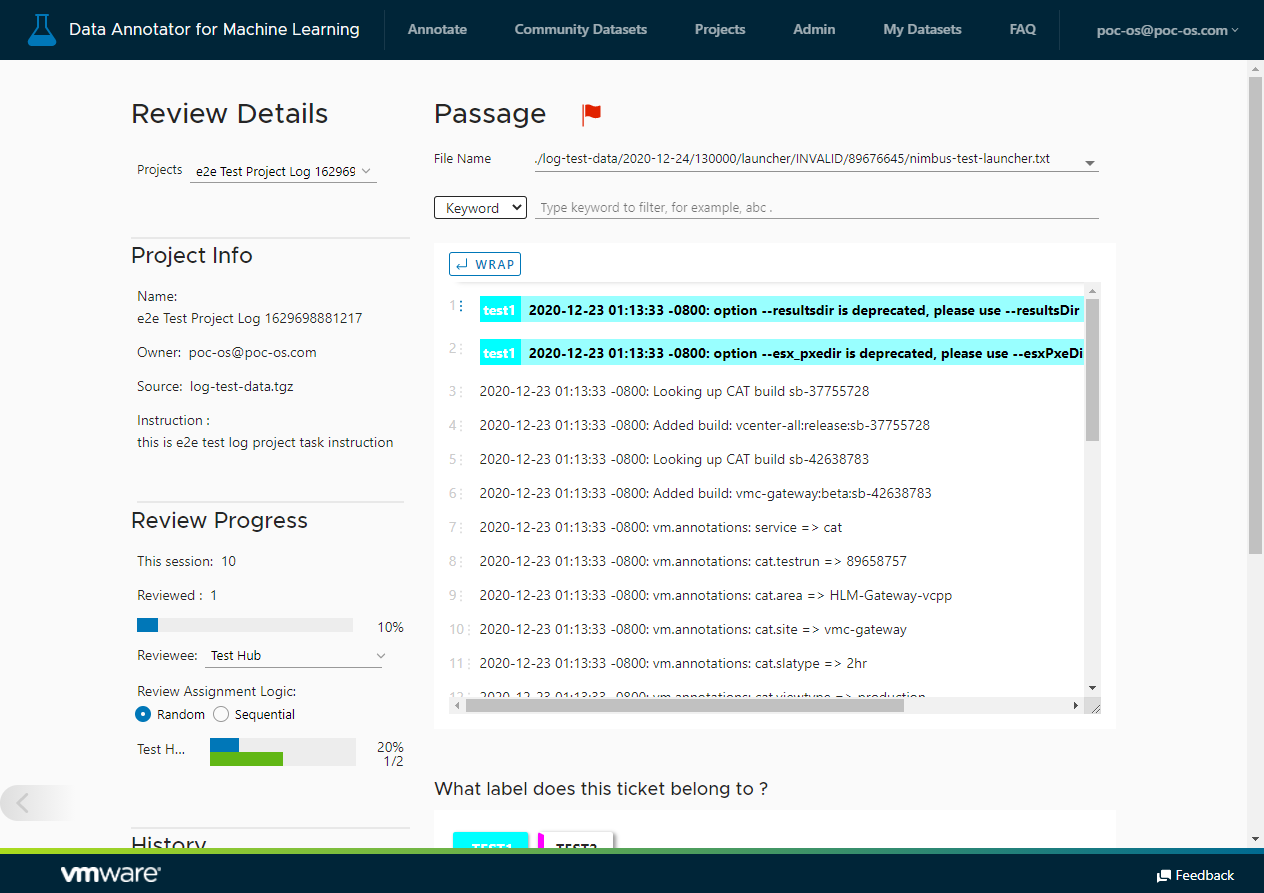 Data Annotator for Machine Learning
Annotate
Community Datasets
Projects
Admin
My Datasets
FAQ
poc-os@poc-os.com
Review Details
Projects e2e Test Project Log 162969
Project Info
Name:
e2e Test Project Log 1629698881217
Owner: poc-os@poc-os.com
Source: log-test-data.tgz
Instruction :
this is e2e test log project task instruction
Review Progress
This session: 10
Reviewed : 1
10%
Reviewee: Test Hub
Review Assignment Logic:
Random Sequential
Test H... 20%
1/2
History
Passage
File Name ./log-test-data/2020-12-24/130000/launcher/INVALID/89676645/nimbus-test-launcher.txt
Keyword Type keyword to filter, for example, abc .
WRAP
1 test1 2020-12-23 01:13:33 -0800: option --resultsdir is deprecated, please use --resultsDir
2 test1 2020-12-23 01:13:33 -0800: option --esx_pxedir is deprecated, please use --esxPxeDi
3 2020-12-23 01:13:33 -0800: Looking up CAT build sb-37755728
4 2020-12-23 01:13:33 -0800: Added build: vcenter-all:release:sb-37755728
5 2020-12-23 01:13:33 -0800: Looking up CAT build sb-42638783
6 2020-12-23 01:13:33 -0800: Added build: vmc-gateway:beta:sb-42638783
7 2020-12-23 01:13:33 -0800: vm.annotations: service => cat
8 2020-12-23 01:13:33 -0800: vm.annotations: cat.testrun => 89658757
9 2020-12-23 01:13:33 -0800: vm.annotations: cat.area => HLM-Gateway-vcpp
10 2020-12-23 01:13:33 -0800: vm.annotations: cat.site => vmc-gateway
11 2020-12-23 01:13:33 -0800: vm.annotations: cat.slatype => 2hr
12 2020-12-23 01:13:33 -0800: vm.annotations: cat.viewtype => production
What label does this ticket belong to ?
TEST1 TEST2
vmware
Feedback